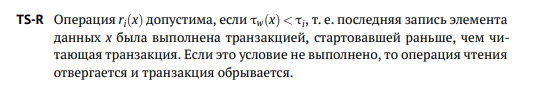 TS-R Операция rᵢ(x) допустима, если τ_w(x) < τᵢ, т. е. последняя запись элемента
данных x была выполнена транзакцией, стартовавшей раньше, чем чи-
тающая транзакция. Если это условие не выполнено, то операция чтения
отвергается и транзакция обрывается.